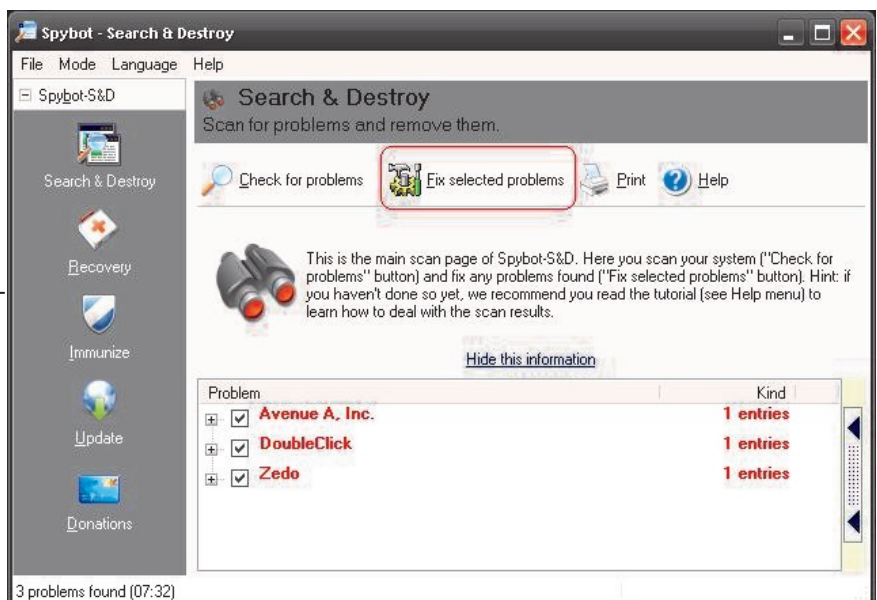 Spybot - Search & Destroy
File Mode Language Help
Spybot-S&D
Search & Destroy
Recovery
Immunize
Update
Donations
Search & Destroy
Scan for problems and remove them.
Check for problems Fix selected problems Print Help
This is the main scan page of Spybot-S&D. Here you scan your system ("Check for
problems" button) and fix any problems found ("Fix selected problems" button). Hint: if
you haven't done so yet, we recommend you read the tutorial (see Help menu) to
learn how to deal with the scan results.
Hide this information
Problem Kind
Avenue A, Inc. 1 entries
DoubleClick 1 entries
Zedo 1 entries
3 problems found (07:32)